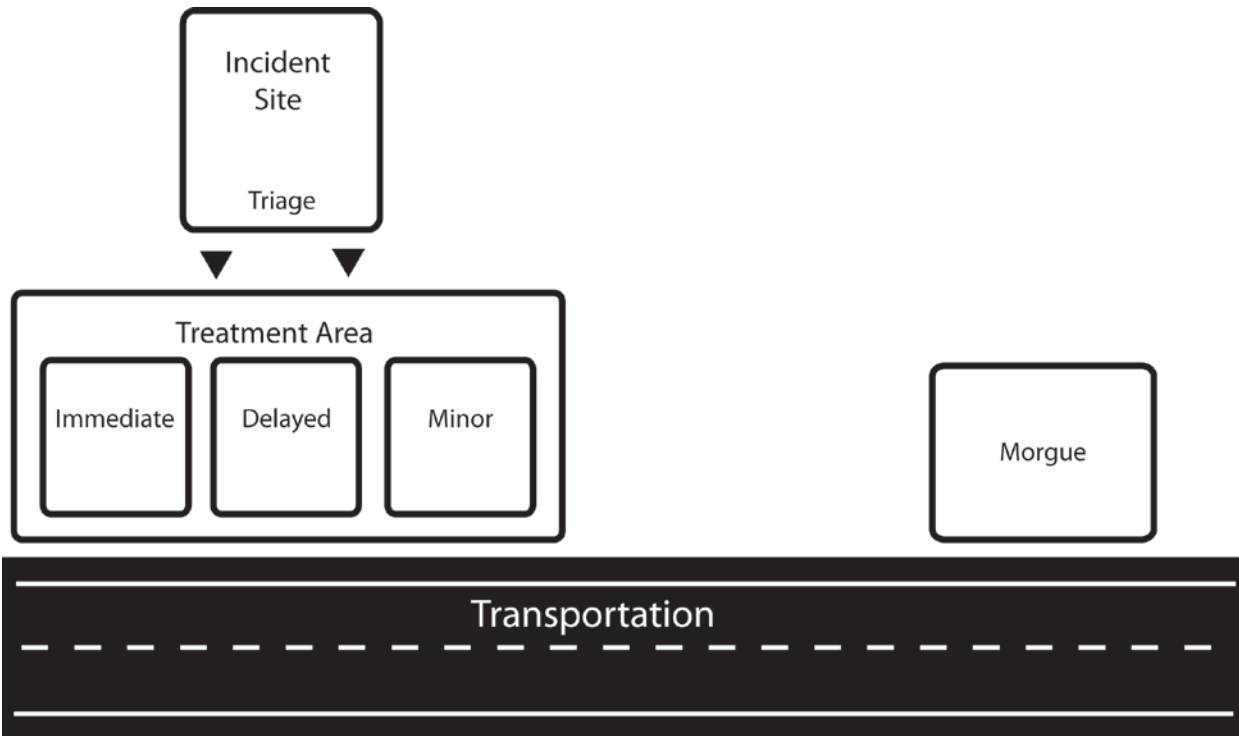 Incident
Site
Triage
Treatment Area
Immediate
Delayed
Minor
Morgue
Transportation